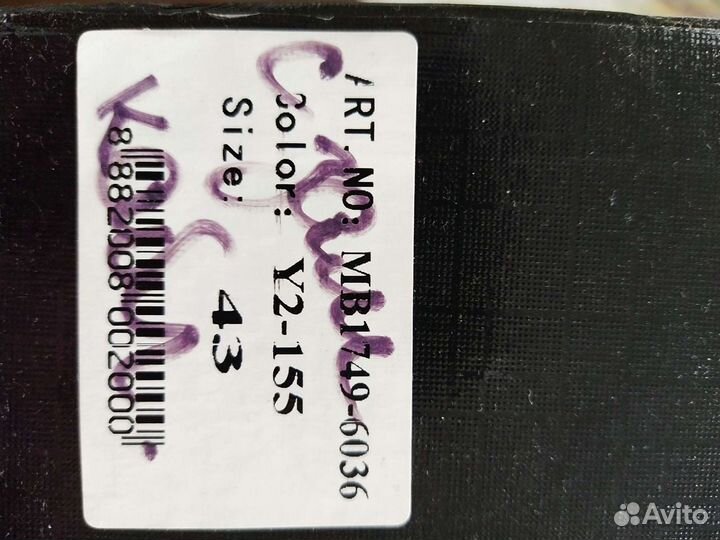 ART.NO: MB1749-6036
Color: Y2-155
Size: 43
8 882008 002000
Avito